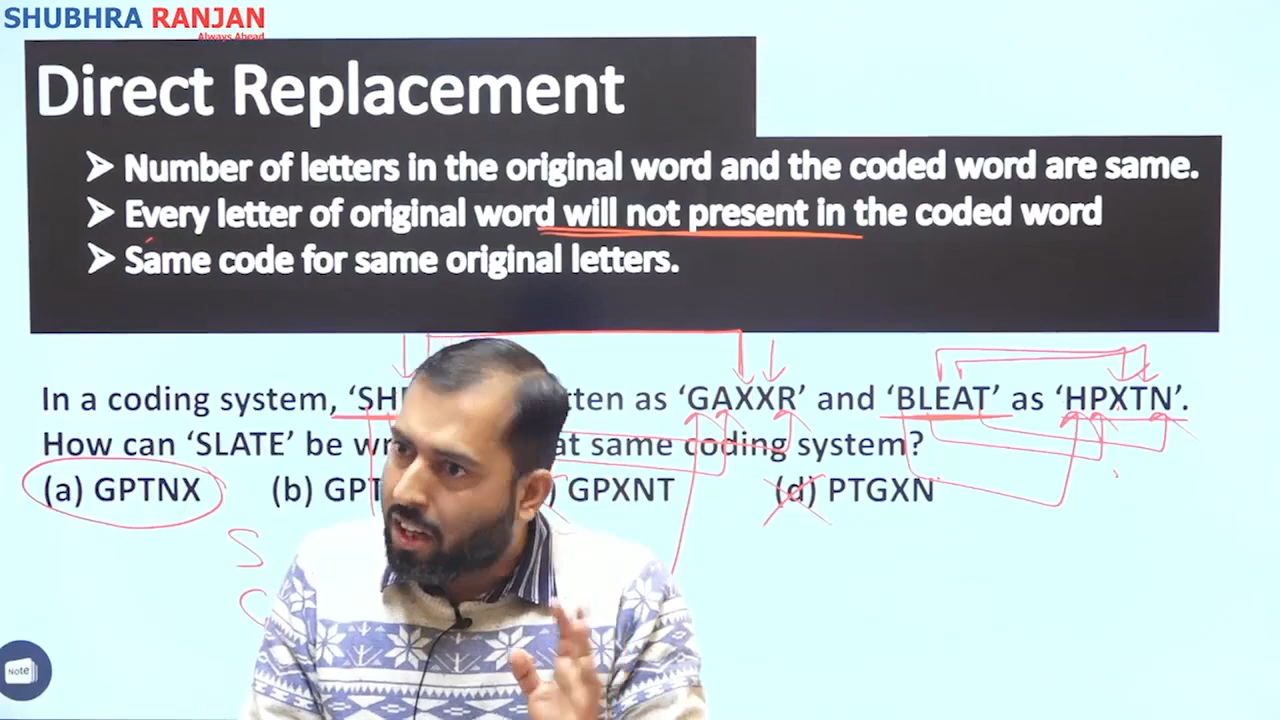 SHUBHRA RANJAN
Always Ahead
Direct Replacement
➢ Number of letters in the original word and the coded word are same.
➢ Every letter of original word will not present in the coded word
➢ Same code for same original letters.
In a coding system, ‘SH tten as ‘GAXXR’ and ‘BLEAT’ as ‘HPXTN’.
How can ‘SLATE’ be wr at same coding system?
(a) GPTNX (b) GPT ) GPXNT (d) PTGXN
S
G
Note